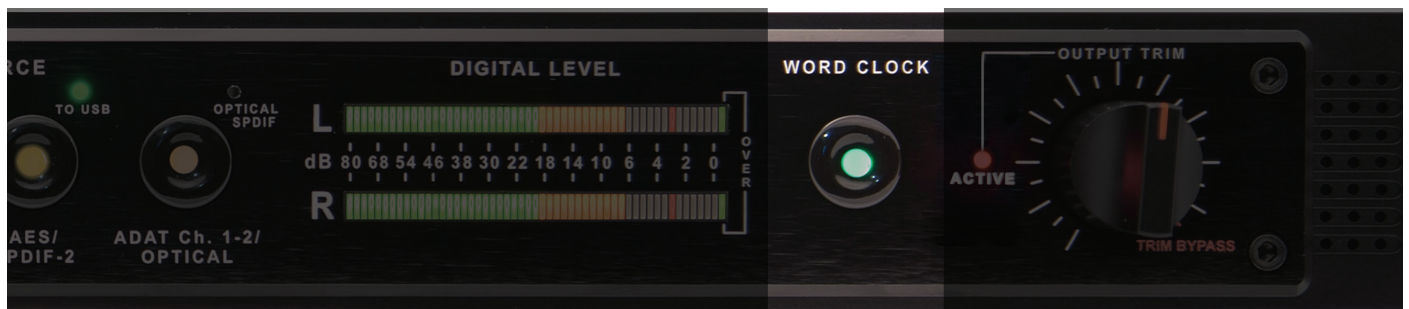 RCE
TO USB
OPTICAL
SPDIF
AES/
PDIF-2
ADAT Ch. 1-2/
OPTICAL
DIGITAL LEVEL
L
dB 80 68 54 46 38 30 22 18 14 10 6 4 2 0
R
OVER
WORD CLOCK
OUTPUT TRIM
ACTIVE
TRIM BYPASS